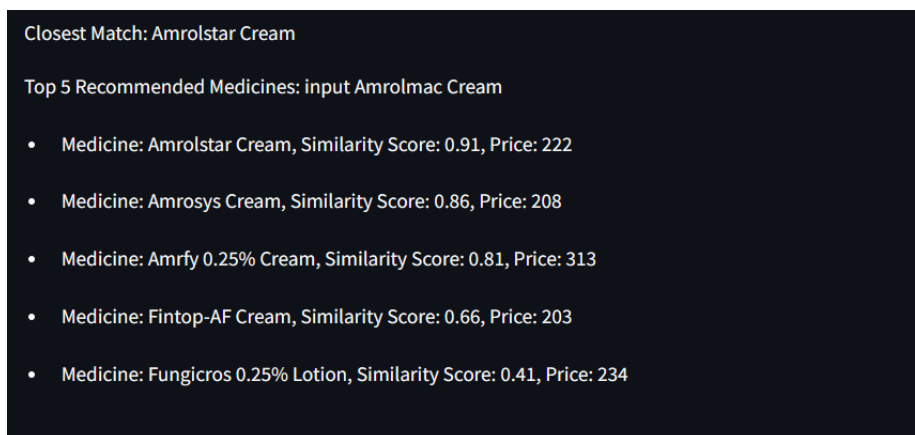 Closest Match: Amrolstar Cream
Top 5 Recommended Medicines: input Amrolmac Cream
• Medicine: Amrolstar Cream, Similarity Score: 0.91, Price: 222
• Medicine: Amrosys Cream, Similarity Score: 0.86, Price: 208
• Medicine: Amrfy 0.25% Cream, Similarity Score: 0.81, Price: 313
• Medicine: Fintop-AF Cream, Similarity Score: 0.66, Price: 203
• Medicine: Fungicros 0.25% Lotion, Similarity Score: 0.41, Price: 234